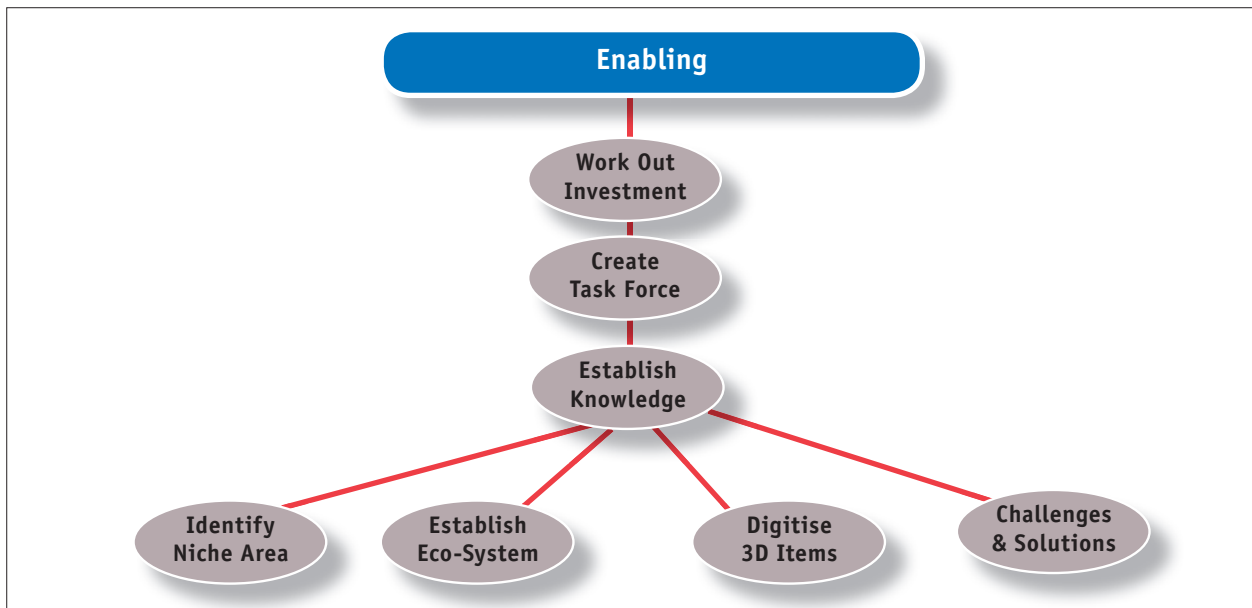 Enabling
Work Out
Investment
Create
Task Force
Establish
Knowledge
Identify
Niche Area
Establish
Eco-System
Digitise
3D Items
Challenges
& Solutions